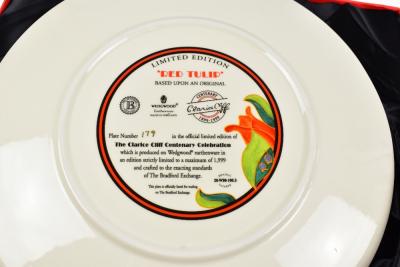 LIMITED EDITION
'RED TULIP'
BASED UPON AN ORIGINAL
B
WEDGWOOD
CENTENARY
Clarice Cliff
1899-1999
Plate Number 179 in the official limited edition of
The Clarice Cliff Centenary Celebration
which is produced on Wedgwood® earthenware in
an edition strictly limited to a maximum of 1,999
and crafted to the exacting standards
of The Bradford Exchange.
This plate is officially listed for trading
on The Bradford Exchange.